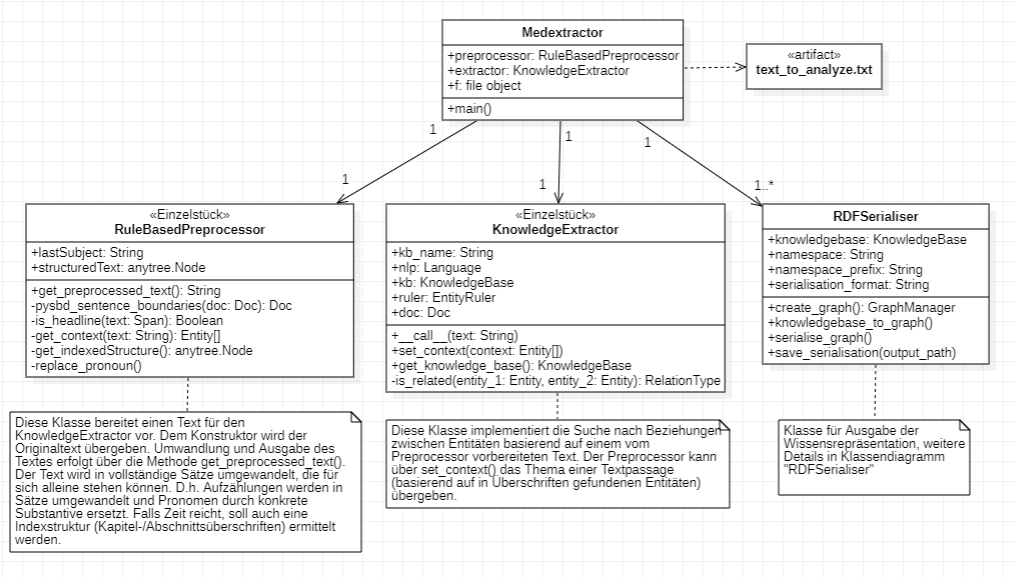 Medextractor
+preprocessor: RuleBasedPreprocessor
+extractor: KnowledgeExtractor
+f: file object
+main()
«artifact»
text_to_analyze.txt
1
1
1
1
1
1..*
«Einzelstück»
RuleBasedPreprocessor
+lastSubject: String
+structuredText: anytree.Node
+get_preprocessed_text(): String
-pysbd_sentence_boundaries(doc: Doc): Doc
-is_headline(text: Span): Boolean
-get_context(text: String): Entity[]
-get_indexedStructure(): anytree.Node
-replace_pronoun()
«Einzelstück»
KnowledgeExtractor
+kb_name: String
+nlp: Language
+kb: KnowledgeBase
+ruler: EntityRuler
+doc: Doc
+__call__(text: String)
+set_context(context: Entity[])
+get_knowledge_base(): KnowledgeBase
-is_related(entity_1: Entity, entity_2: Entity): RelationType
RDFSerialiser
+knowledgebase: KnowledgeBase
+namespace: String
+namespace_prefix: String
+serialisation_format: String
+create_graph(): GraphManager
+knowledgebase_to_graph()
+serialise_graph()
+save_serialisation(output_path)
Diese Klasse bereitet einen Text für den
KnowledgeExtractor vor. Dem Konstruktor wird der
Originaltext übergeben. Umwandlung und Ausgabe des
Textes erfolgt über die Methode get_preprocessed_text().
Der Text wird in vollständige Sätze umgewandelt, die für
sich alleine stehen können. D.h. Aufzählungen werden in
Sätze umgewandelt und Pronomen durch konkrete
Substantive ersetzt. Falls Zeit reicht, soll auch eine
Indexstruktur (Kapitel-/Abschnittsüberschriften) ermittelt
werden.
Diese Klasse implementiert die Suche nach Beziehungen
zwischen Entitäten basierend auf einem vom
Preprocessor vorbereiteten Text. Der Preprocessor kann
über set_context() das Thema einer Textpassage
(basierend auf in Überschriften gefundenen Entitäten)
übergeben.
Klasse für Ausgabe der
Wissensrepräsentation, weitere
Details in Klassendiagramm
"RDFSerialiser"